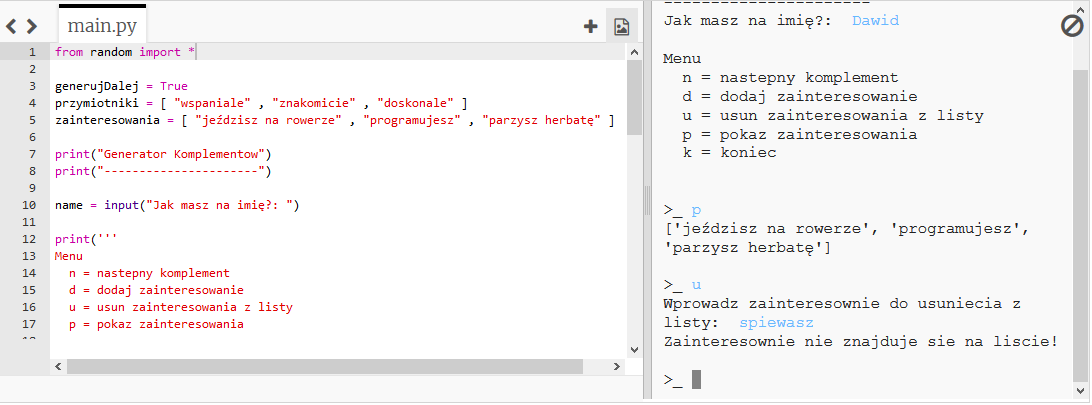 main.py
1 from random import *
2
3 generujDalej = True
4 przymiotniki = [ "wspaniale" , "znakomicie" , "doskonale" ]
5 zainteresowania = [ "jeździsz na rowerze" , "programujesz" , "parzysz herbatę" ]
6
7 print("Generator Komplementow")
8 print("----------------------")
9
10 name = input("Jak masz na imię?: ")
11
12 print('''
13 Menu
14 n = nastepny komplement
15 d = dodaj zainteresowanie
16 u = usun zainteresowania z listy
17 p = pokaz zainteresowania
Jak masz na imię?: Dawid
Menu
n = nastepny komplement
d = dodaj zainteresowanie
u = usun zainteresowania z listy
p = pokaz zainteresowania
k = koniec
>_ p
['jeździsz na rowerze', 'programujesz',
'parzysz herbatę']
>_ u
Wprowadz zainteresownie do usuniecia z
listy: spiewasz
Zainteresownie nie znajduje sie na liscie!
>_